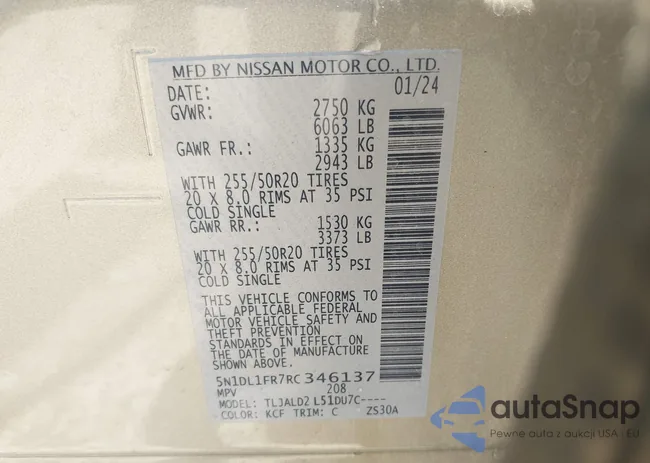 MFD BY NISSAN MOTOR CO., LTD.
DATE: 01/24
GVWR: 2750 KG
6063 LB
GAWR FR.: 1335 KG
2943 LB
WITH 255/50R20 TIRES
20 X 8.0 RIMS AT 35 PSI
COLD SINGLE
GAWR RR.: 1530 KG
3373 LB
WITH 255/50R20 TIRES
20 X 8.0 RIMS AT 35 PSI
COLD SINGLE
THIS VEHICLE CONFORMS TO
ALL APPLICABLE FEDERAL
MOTOR VEHICLE SAFETY AND
THEFT PREVENTION
STANDARDS IN EFFECT ON
THE DATE OF MANUFACTURE
SHOWN ABOVE.
5N1DL1FR7RC346137
MPV 208
MODEL: TLJALD2 L51DU7C----
COLOR: KCF TRIM: C ZS30A
autoSnap
Pewne auta z aukcji USA i EU